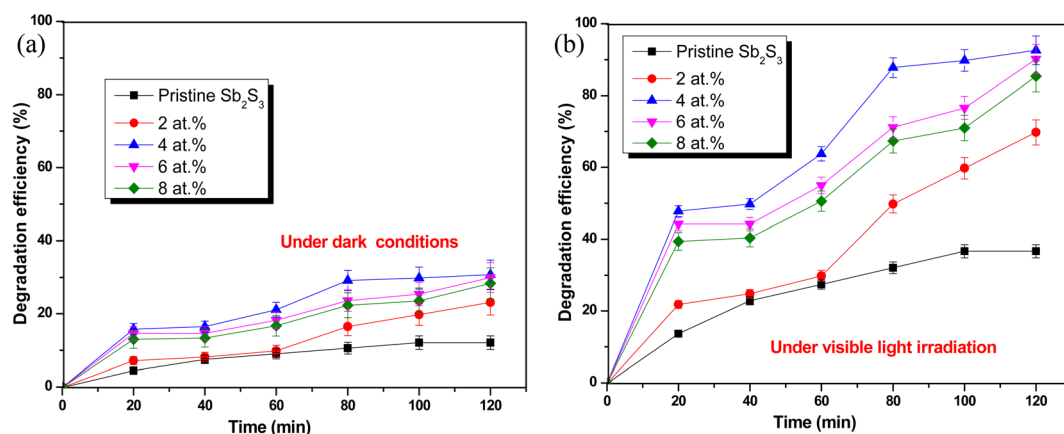 (a)
100
80
60
40
20
0
Degradation efficiency (%)
Pristine Sb₂S₃
2 at.%
4 at.%
6 at.%
8 at.%
Under dark conditions
0 20 40 60 80 100 120
Time (min)
(b)
100
80
60
40
20
0
Degradation efficiency (%)
Pristine Sb₂S₃
2 at.%
4 at.%
6 at.%
8 at.%
Under visible light irradiation
0 20 40 60 80 100 120
Time (min)